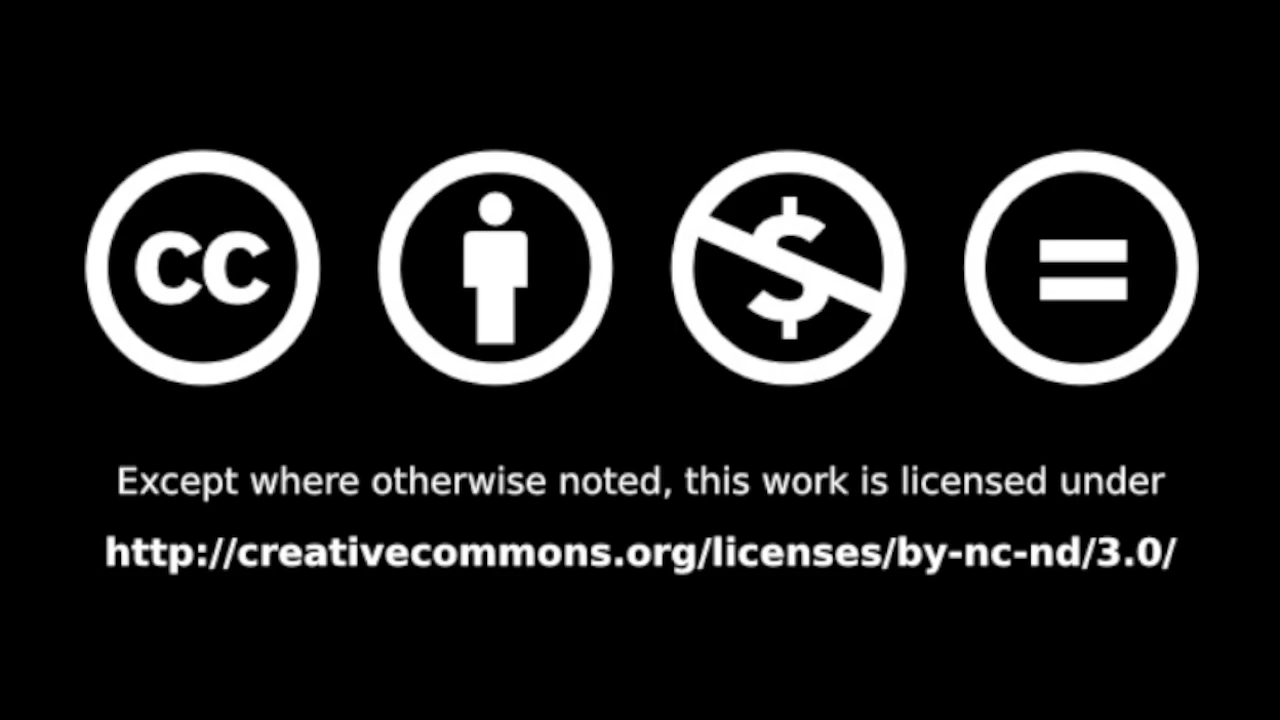 cc
$
=
Except where otherwise noted, this work is licensed under
http://creativecommons.org/licenses/by-nc-nd/3.0/